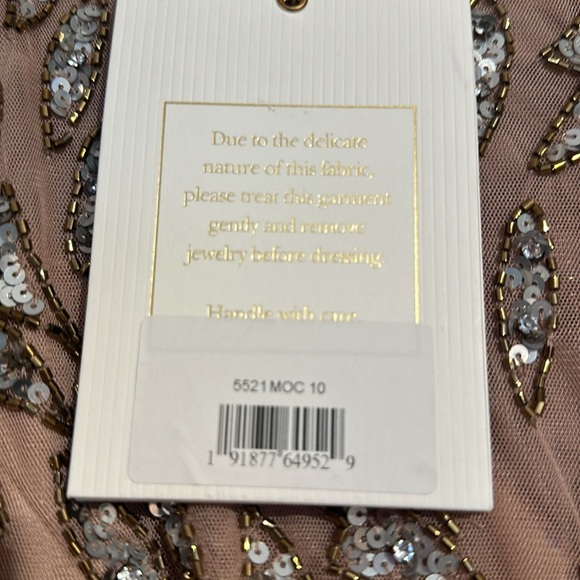 Due to the delicate
nature of this fabric,
please treat this garment
gently and remove
jewelry before dressing.
Handle with care.
5521MOC 10
1 91877 64952 9